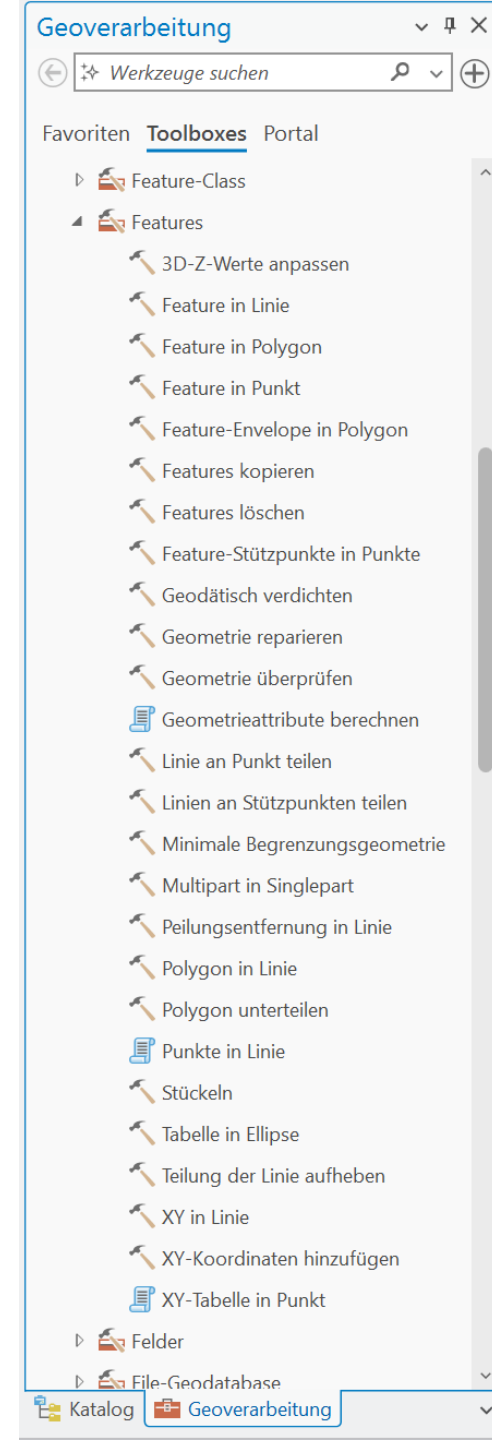 Geoverarbeitung
Werkzeuge suchen
Favoriten Toolboxes Portal
Feature-Class
Features
3D-Z-Werte anpassen
Feature in Linie
Feature in Polygon
Feature in Punkt
Feature-Envelope in Polygon
Features kopieren
Features löschen
Feature-Stützpunkte in Punkte
Geodätisch verdichten
Geometrie reparieren
Geometrie überprüfen
Geometrieattribute berechnen
Linie an Punkt teilen
Linien an Stützpunkten teilen
Minimale Begrenzungsgeometrie
Multipart in Singlepart
Peilungsentfernung in Linie
Polygon in Linie
Polygon unterteilen
Punkte in Linie
Stückeln
Tabelle in Ellipse
Teilung der Linie aufheben
XY in Linie
XY-Koordinaten hinzufügen
XY-Tabelle in Punkt
Felder
File-Geodatabase
Katalog Geoverarbeitung